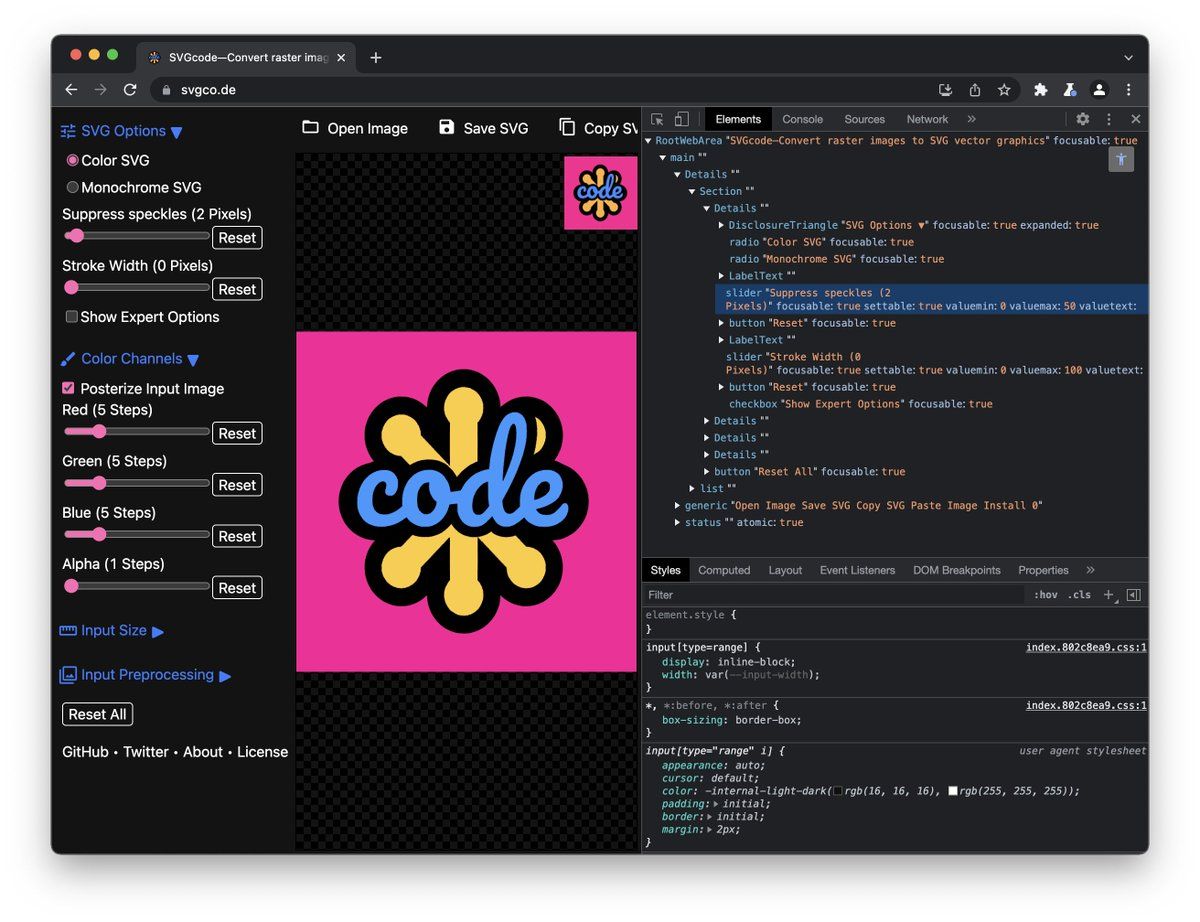 SVGcode—Convert raster imag
svgco.de
SVG Options ▼
Color SVG
Monochrome SVG
Suppress speckles (2 Pixels)
Reset
Stroke Width (0 Pixels)
Reset
Show Expert Options
Color Channels ▼
Posterize Input Image
Red (5 Steps)
Reset
Green (5 Steps)
Reset
Blue (5 Steps)
Reset
Alpha (1 Steps)
Reset
Input Size ▶
Input Preprocessing ▶
Reset All
GitHub • Twitter • About • License
Open Image Save SVG Copy SV
code
code
Elements Console Sources Network »
RootWebArea "SVGcode—Convert raster images to SVG vector graphics" focusable: true
main ""
Details ""
Section ""
Details ""
DisclosureTriangle "SVG Options ▼" focusable: true expanded: true
radio "Color SVG" focusable: true
radio "Monochrome SVG" focusable: true
LabelText ""
slider "Suppress speckles (2
Pixels)" focusable: true settable: true valuemin: 0 valuemax: 50 valuetext:
button "Reset" focusable: true
LabelText ""
slider "Stroke Width (0
Pixels)" focusable: true settable: true valuemin: 0 valuemax: 100 valuetext:
button "Reset" focusable: true
checkbox "Show Expert Options" focusable: true
Details ""
Details ""
Details ""
button "Reset All" focusable: true
list ""
generic "Open Image Save SVG Copy SVG Paste Image Install 0"
status "" atomic: true
Styles Computed Layout Event Listeners DOM Breakpoints Properties »
Filter :hov .cls +
element.style {
}
input[type=range] { index.802c8ea9.css:1
display: inline-block;
width: var(--input-width);
}
*, *:before, *:after { index.802c8ea9.css:1
box-sizing: border-box;
}
input[type="range" i] { user agent stylesheet
appearance: auto;
cursor: default;
color: -internal-light-dark(rgb(16, 16, 16), rgb(255, 255, 255));
padding: initial;
border: initial;
margin: 2px;
}